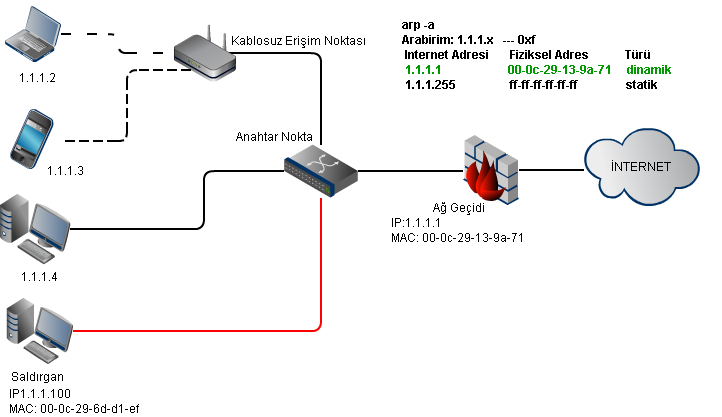 arp -a
Arabirim: 1.1.1.x --- 0xf
Internet Adresi Fiziksel Adres Türü
1.1.1.1 00-0c-29-13-9a-71 dinamik
1.1.1.255 ff-ff-ff-ff-ff-ff statik
Kablosuz Erişim Noktası
1.1.1.2
Anahtar Nokta
1.1.1.3
İNTERNET
Ağ Geçidi
IP:1.1.1.1
MAC: 00-0c-29-13-9a-71
1.1.1.4
Saldırgan
IP1.1.1.100
MAC: 00-0c-29-6d-d1-ef